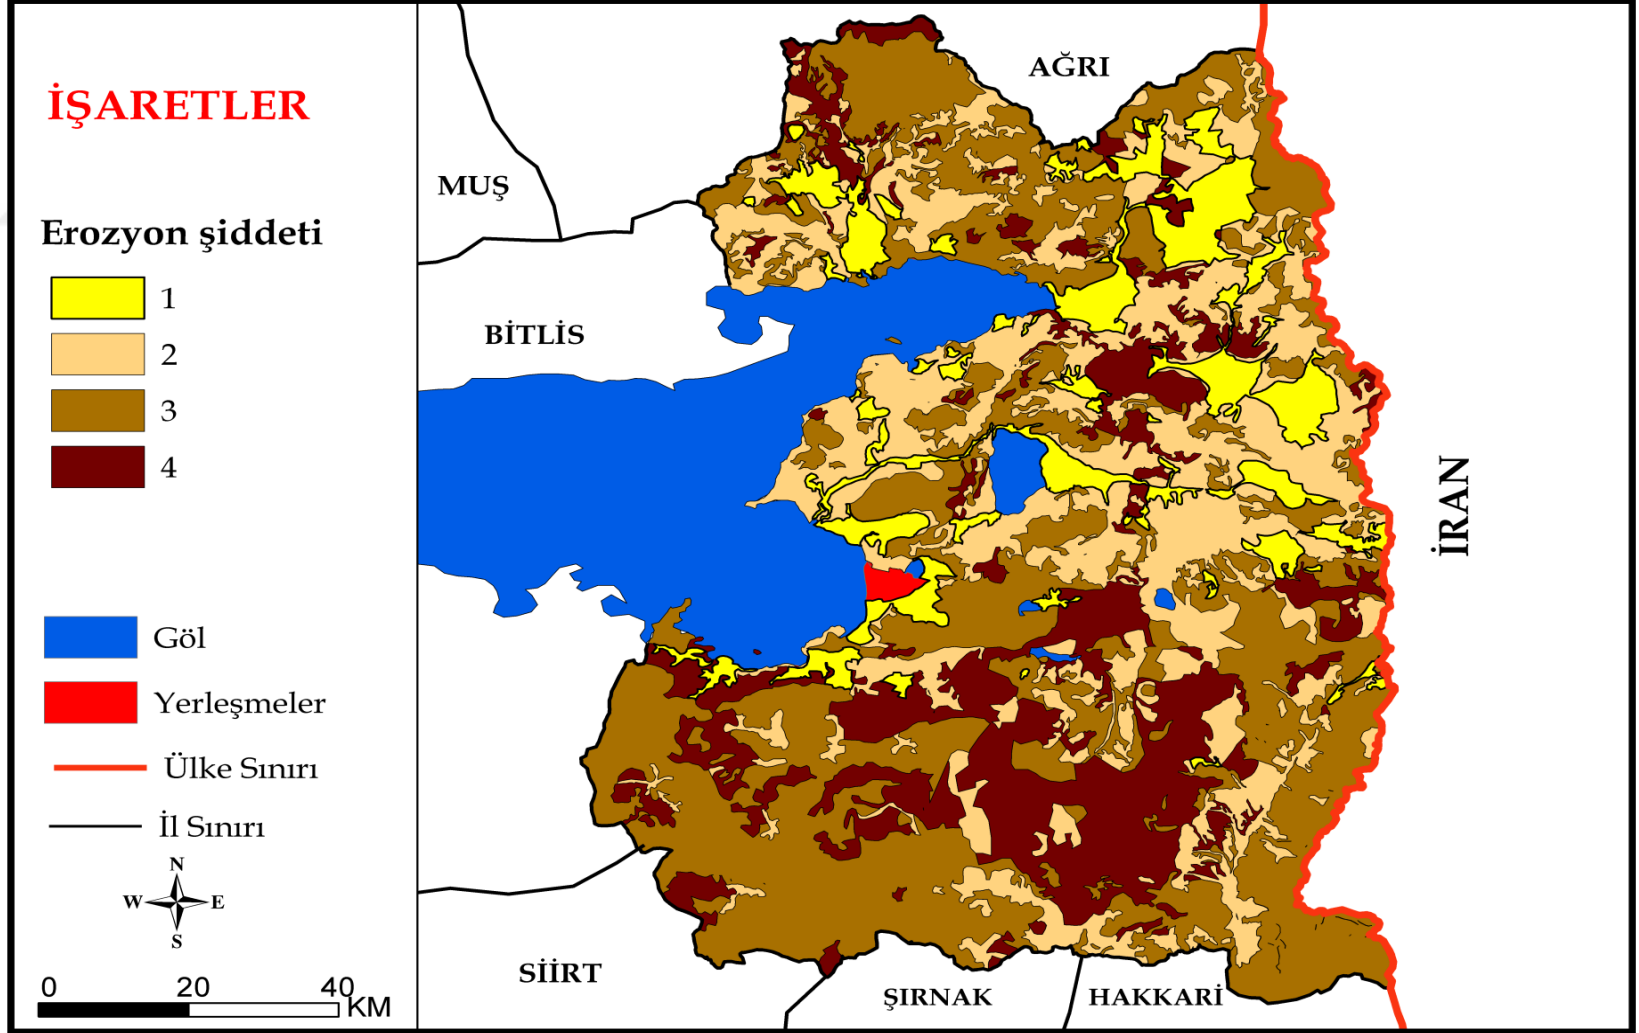 İŞARETLER
Erozyon şiddeti
1
2
3
4
Göl
Yerleşmeler
Ülke Sınırı
İl Sınırı
N
W E
S
0 20 40
KM
AĞRI
MUŞ
BİTLİS
İRAN
SİİRT
ŞIRNAK
HAKKARİ